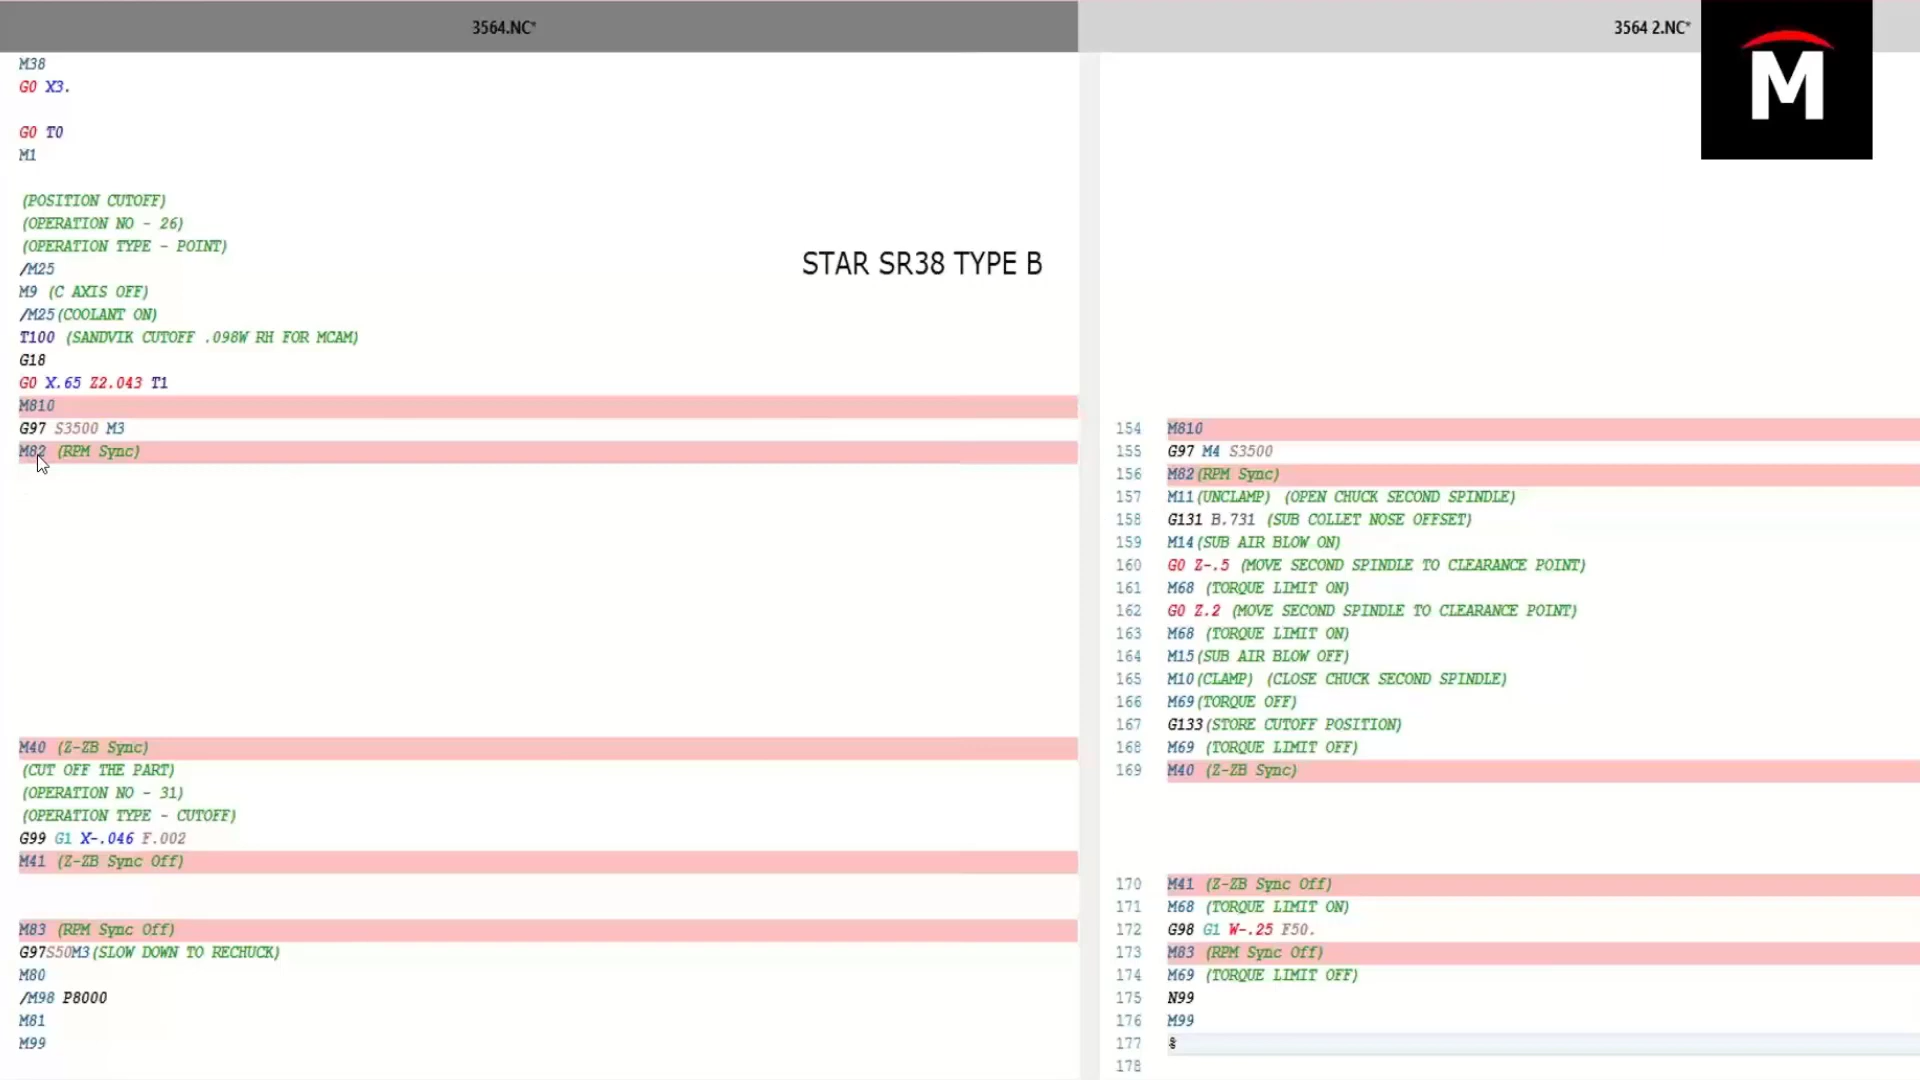 3564.NC*
M38
G0 X3.
G0 T0
M1
(POSITION CUTOFF)
(OPERATION NO - 26)
(OPERATION TYPE - POINT)
/M25
M9 (C AXIS OFF)
/M25(COOLANT ON)
T100 (SANDVIK CUTOFF .098W RH FOR MCAM)
G18
G0 X.65 Z2.043 T1
M810
G97 S3500 M3
M82 (RPM Sync)
M40 (Z-ZB Sync)
(CUT OFF THE PART)
(OPERATION NO - 31)
(OPERATION TYPE - CUTOFF)
G99 G1 X-.046 F.002
M41 (Z-ZB Sync Off)
M83 (RPM Sync Off)
G97S50M3(SLOW DOWN TO RECHUCK)
M80
/M98 P8000
M81
M99
STAR SR38 TYPE B
3564 2.NC*
M
154 M810
155 G97 M4 S3500
156 M82(RPM Sync)
157 M11(UNCLAMP) (OPEN CHUCK SECOND SPINDLE)
158 G131 B.731 (SUB COLLET NOSE OFFSET)
159 M14(SUB AIR BLOW ON)
160 G0 Z-.5 (MOVE SECOND SPINDLE TO CLEARANCE POINT)
161 M68 (TORQUE LIMIT ON)
162 G0 Z.2 (MOVE SECOND SPINDLE TO CLEARANCE POINT)
163 M68 (TORQUE LIMIT ON)
164 M15(SUB AIR BLOW OFF)
165 M10(CLAMP) (CLOSE CHUCK SECOND SPINDLE)
166 M69(TORQUE OFF)
167 G133(STORE CUTOFF POSITION)
168 M69 (TORQUE LIMIT OFF)
169 M40 (Z-ZB Sync)
170 M41 (Z-ZB Sync Off)
171 M68 (TORQUE LIMIT ON)
172 G98 G1 W-.25 F50.
173 M83 (RPM Sync Off)
174 M69 (TORQUE LIMIT OFF)
175 N99
176 M99
177 %
178